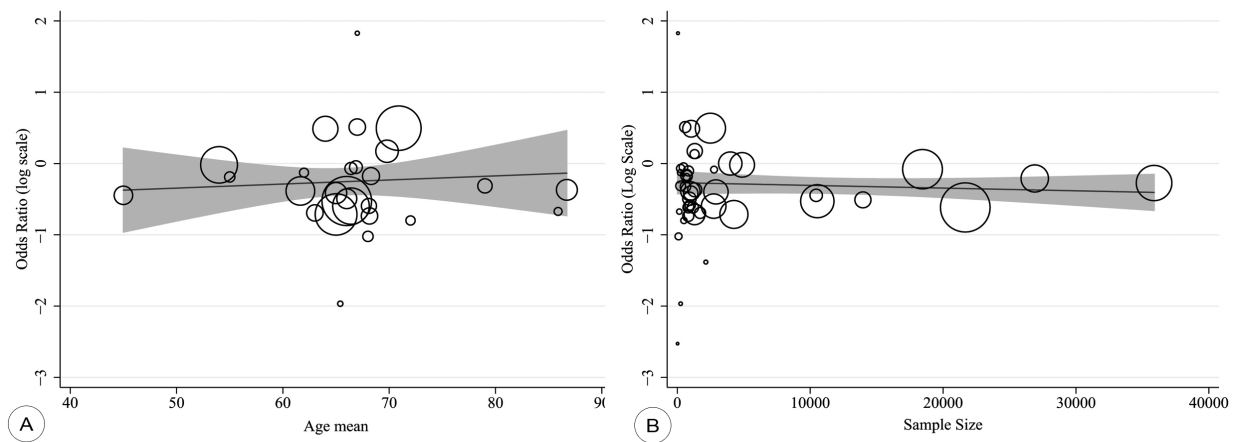 Odds Ratio (log scale)
2
1
0
−1
−2
−3
40 50 60 70 80 90
Age mean
A
Odds Ratio (Log Scale)
2
1
0
−1
−2
−3
0 10000 20000 30000 40000
Sample Size
B